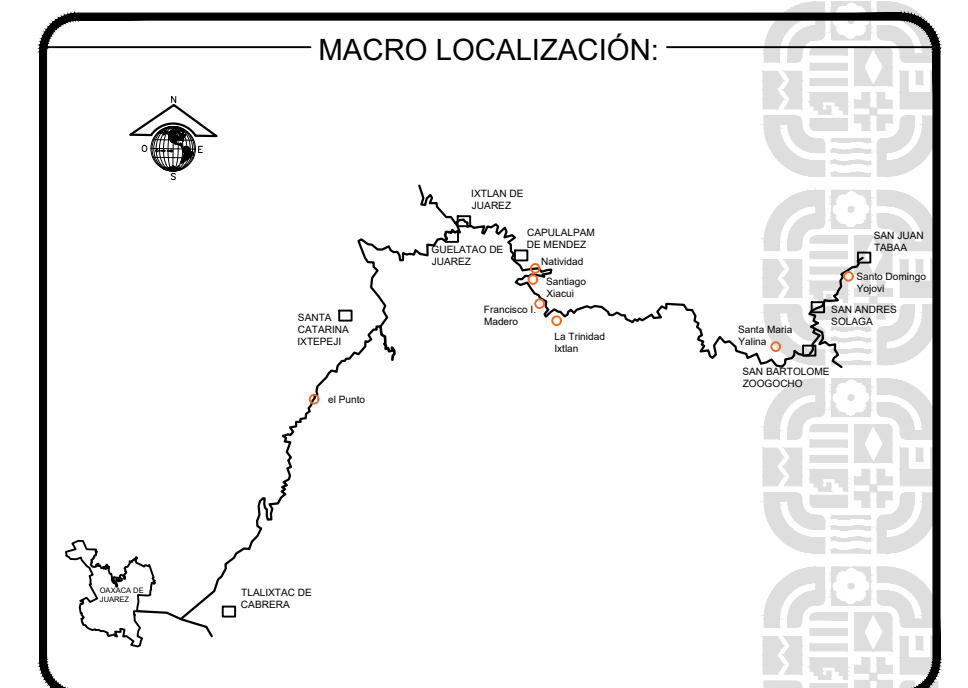 MACRO LOCALIZACIÓN:
N
O
E
S
IXTLAN DE
JUAREZ
GUELATAO DE
JUAREZ
CAPULALPAM
DE MENDEZ
Natividad
Santiago
Xiacui
Francisco I.
Madero
La Trinidad
Ixtlan
SAN JUAN
TABAA
Santo Domingo
Yojovi
SAN ANDRES
SOLAGA
Santa Maria
Yalina
SAN BARTOLOME
ZOOGOCHO
SANTA
CATARINA
IXTEPEJI
el Punto
OAXACA DE
JUAREZ
TLALIXTAC DE
CABRERA